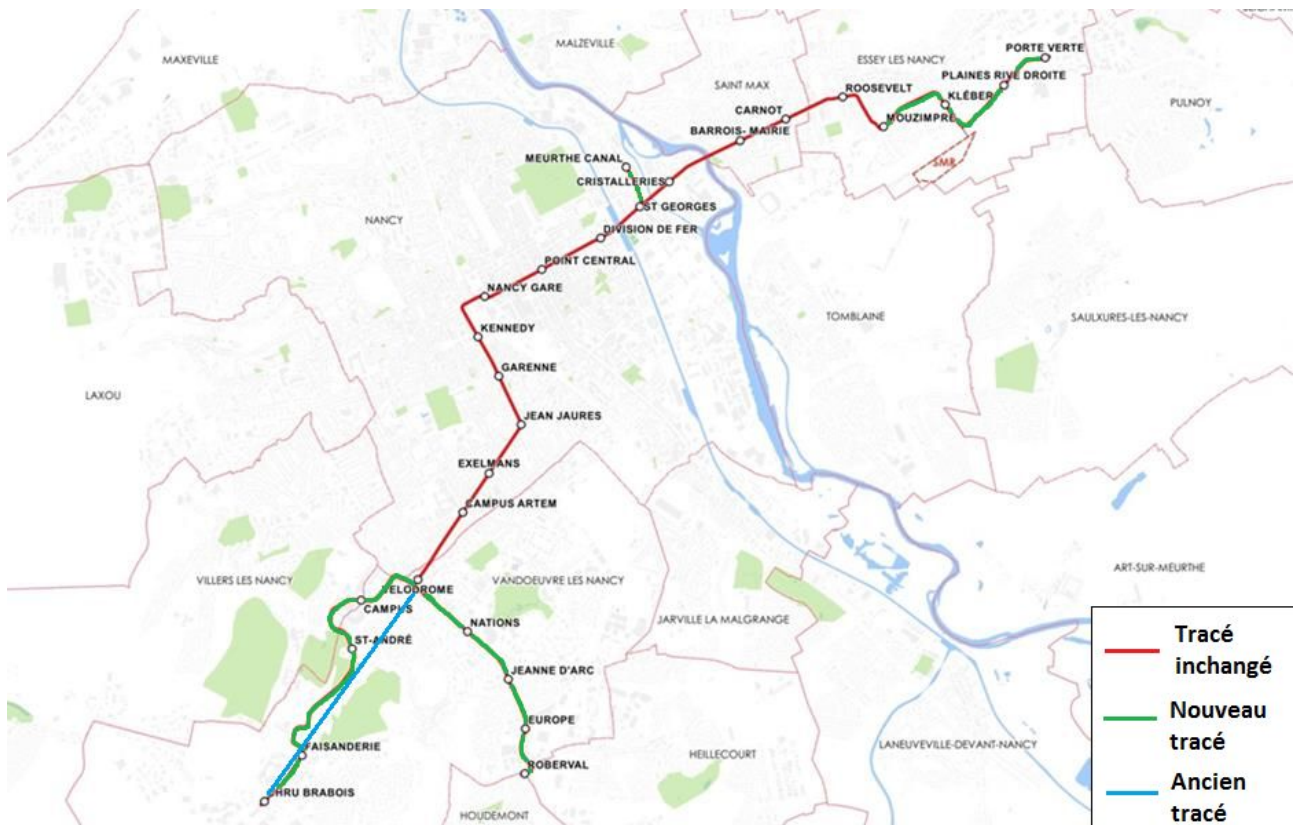 MALZEVILLE
MAXEVILLE
ESSEY LES NANCY
PORTE VERTE
PLAINES RIVE DROITE
SAINT MAX
ROOSEVELT
KLÉBER
PULNOY
CARNOT
MOUZIMPRÉ
BARROIS- MAIRIE
SMR
MEURTHE CANAL
CRISTALLERIES
ST GEORGES
NANCY
DIVISION DE FER
POINT CENTRAL
NANCY GARE
TOMBLAINE
SAULXURES-LES-NANCY
KENNEDY
GARENNE
LAXOU
JEAN JAURES
EXELMANS
CAMPUS ARTEM
ART-SUR-MEURTHE
VILLERS LES NANCY
VANDOEUVRE LES NANCY
VELODROME
CAMPUS
JARVILLE LA MALGRANGE
NATIONS
ST-ANDRÉ
JEANNE D'ARC
EUROPE
FAISANDERIE
HEILLECOURT
LANEUVEVILLE-DEVANT-NANCY
ROBERVAL
CHRU BRABOIS
HOUDEMONT
Tracé
inchangé
Nouveau
tracé
Ancien
tracé